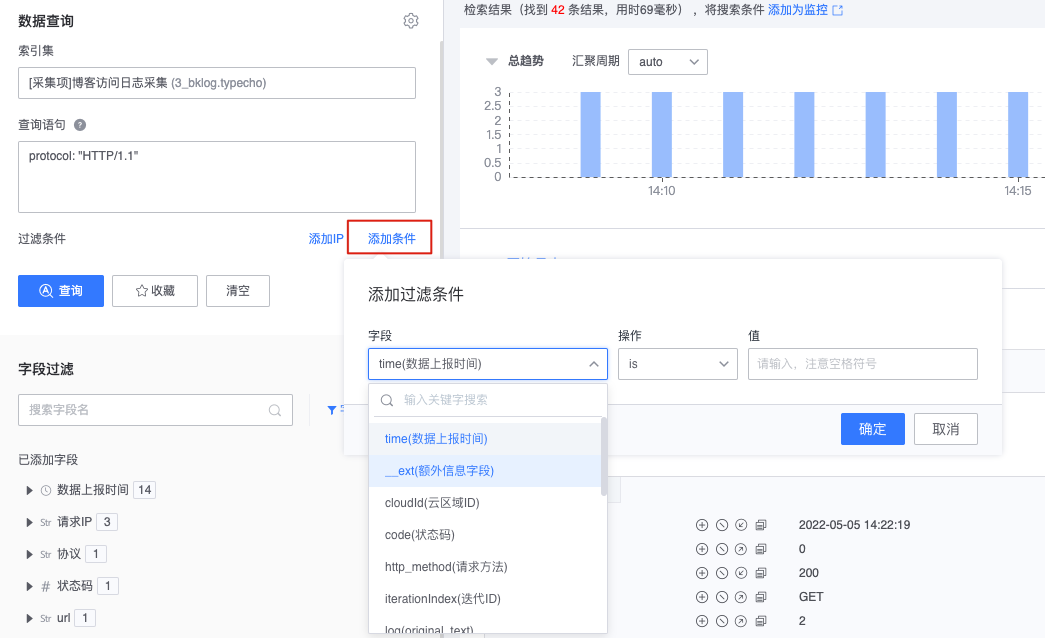 数据查询
索引集
[采集项]博客访问日志采集 (3_bklog.typecho)
查询语句
protocol: "HTTP/1.1"
过滤条件
添加IP
添加条件
查询
收藏
清空
字段过滤
搜索字段名
已添加字段
数据上报时间 14
Str 请求IP 3
Str 协议 1
# 状态码 1
Str url 1
检索结果（找到 42 条结果，用时69毫秒） ，将搜索条件 添加为监控
总趋势
汇聚周期
auto
3
2.5
2
1.5
1
0.5
0
14:10
14:15
添加过滤条件
字段
操作
值
time(数据上报时间)
is
请输入，注意空格符号
输入关键字搜索
time(数据上报时间)
__ext(额外信息字段)
cloudId(云区域ID)
code(状态码)
http_method(请求方法)
iterationIndex(迭代ID)
log(original_text)
确定
取消
2022-05-05 14:22:19
0
200
GET
2